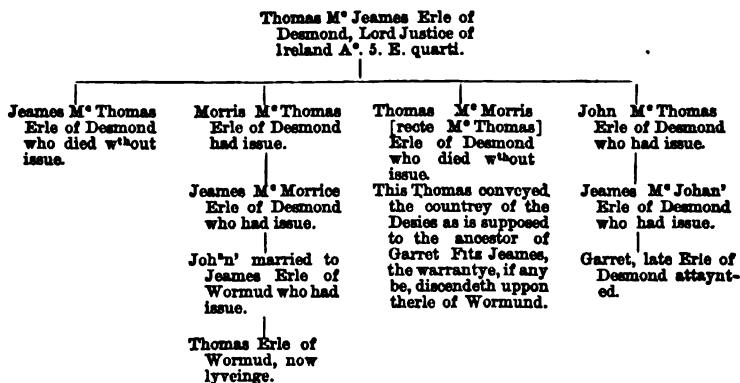 Thomas Mc Jeames Erle of
Desmond, Lord Justice of
Ireland Ao. 5. E. quarti.
Jeames Mc Thomas
Erle of Desmond
who died wthout
issue.
Morris Mc Thomas
Erle of Desmond
had issue.
Jeames Mc Morrice
Erle of Desmond
who had issue.
Johan' married to
Jeames Erle of
Wormud who had
issue.
Thomas Erle of
Wormud, now
lyveinge.
Thomas Mc Morris
[recte Mc Thomas]
Erle of Desmond
who died wthout
issue.
This Thomas conveyed
the countrey of the
Desies as is supposed
to the ancestor of
Garret Fitz Jeames,
the warrantye, if any
be, discendeth uppon
therle of Wormund.
John Mc Thomas
Erle of Desmond
who had issue.
Jeames Mc Johan'
Erle of Desmond
who had issue.
Garret, late Erle of
Desmond attaynt-
ed.